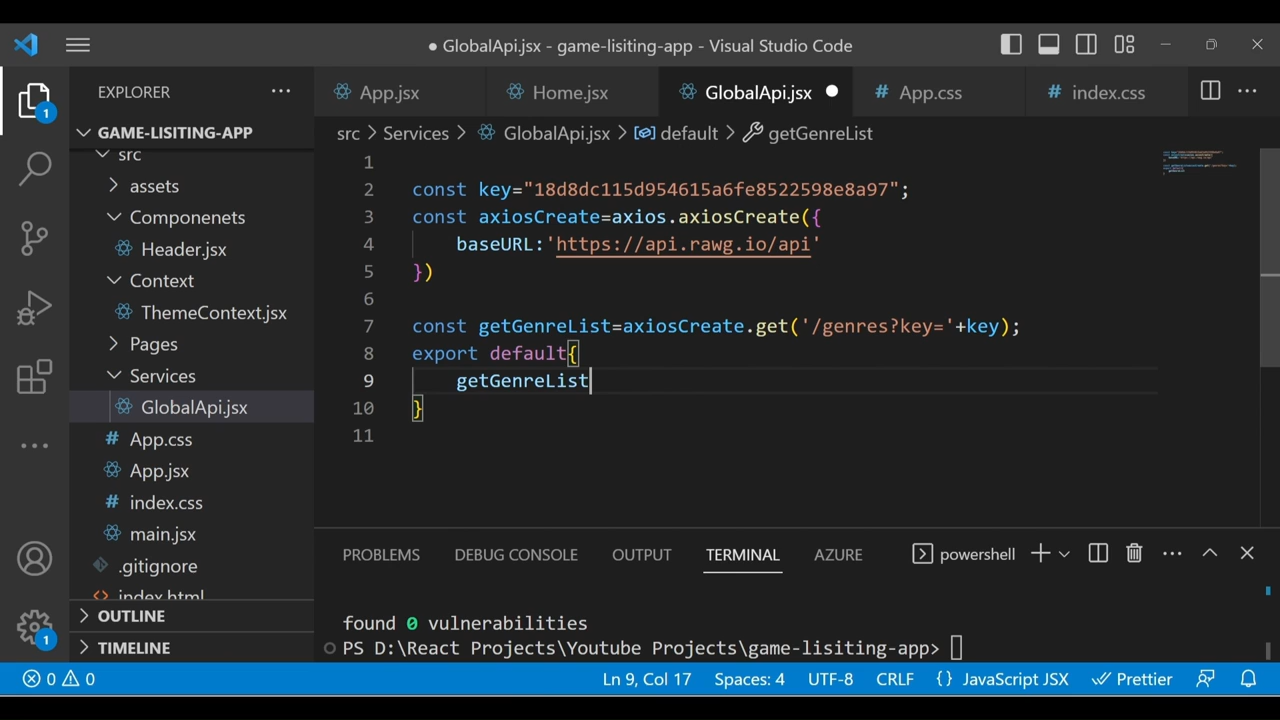 ● GlobalApi.jsx - game-lisiting-app - Visual Studio Code
EXPLORER
App.jsx
Home.jsx
GlobalApi.jsx
# App.css
# index.css
GAME-LISITING-APP
src > Services > GlobalApi.jsx > default > getGenreList
src
assets
Componenets
Header.jsx
Context
ThemeContext.jsx
Pages
Services
GlobalApi.jsx
# App.css
App.jsx
# index.css
main.jsx
.gitignore
<> index.html
OUTLINE
TIMELINE
1
1
1
2 const key="18d8dc115d954615a6fe8522598e8a97";
3 const axiosCreate=axios.axiosCreate({
4 baseURL:'https://api.rawg.io/api'
5 })
6
7 const getGenreList=axiosCreate.get('/genres?key='+key);
8 export default{
9 getGenreList
10 }
11
PROBLEMS DEBUG CONSOLE OUTPUT TERMINAL AZURE powershell
found 0 vulnerabilities
PS D:\React Projects\Youtube Projects\game-lisiting-app>
0 0 Ln 9, Col 17 Spaces: 4 UTF-8 CRLF {} JavaScript JSX Prettier